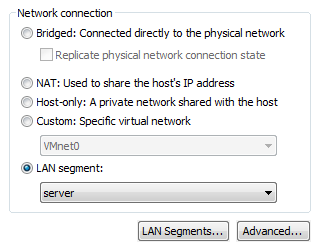 Network connection
Bridged: Connected directly to the physical network
Replicate physical network connection state
NAT: Used to share the host's IP address
Host-only: A private network shared with the host
Custom: Specific virtual network
VMnet0
LAN segment:
server
LAN Segments... Advanced...